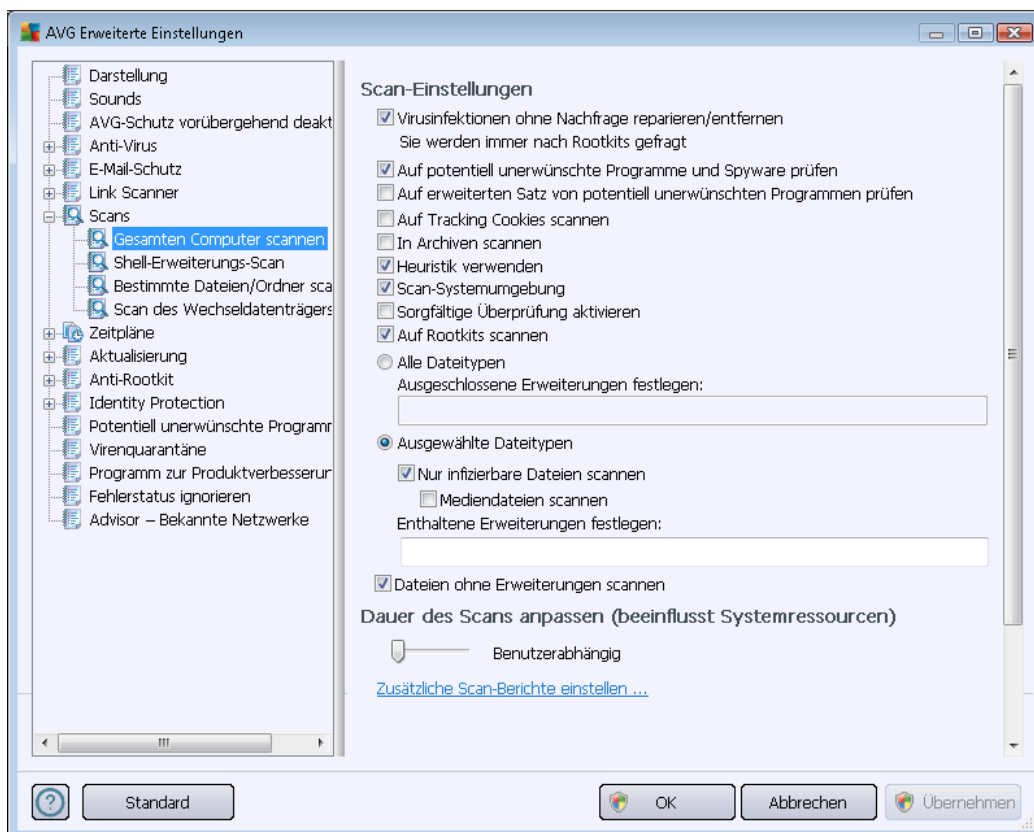 AVG Erweiterte Einstellungen
Darstellung
Sounds
AVG-Schutz vorübergehend deakt
Anti-Virus
E-Mail-Schutz
Link Scanner
Scans
Gesamten Computer scannen
Shell-Erweiterungs-Scan
Bestimmte Dateien/Ordner sca
Scan des Wechseldatenträgers
Zeitpläne
Aktualisierung
Anti-Rootkit
Identity Protection
Potentiell unerwünschte Programr
Virenquarantäne
Programm zur Produktverbesserur
Fehlerstatus ignorieren
Advisor – Bekannte Netzwerke
Scan-Einstellungen
Virusinfektionen ohne Nachfrage reparieren/entfernen
Sie werden immer nach Rootkits gefragt
Auf potentiell unerwünschte Programme und Spyware prüfen
Auf erweiterten Satz von potentiell unerwünschten Programmen prüfen
Auf Tracking Cookies scannen
In Archiven scannen
Heuristik verwenden
Scan-Systemumgebung
Sorgfältige Überprüfung aktivieren
Auf Rootkits scannen
Alle Dateitypen
Ausgeschlossene Erweiterungen festlegen:
Ausgewählte Dateitypen
Nur infizierbare Dateien scannen
Mediendateien scannen
Enthaltene Erweiterungen festlegen:
Dateien ohne Erweiterungen scannen
Dauer des Scans anpassen (beeinflusst Systemressourcen)
Benutzerabhängig
Zusätzliche Scan-Berichte einstellen ...
Standard
OK
Abbrechen
Übernehmen